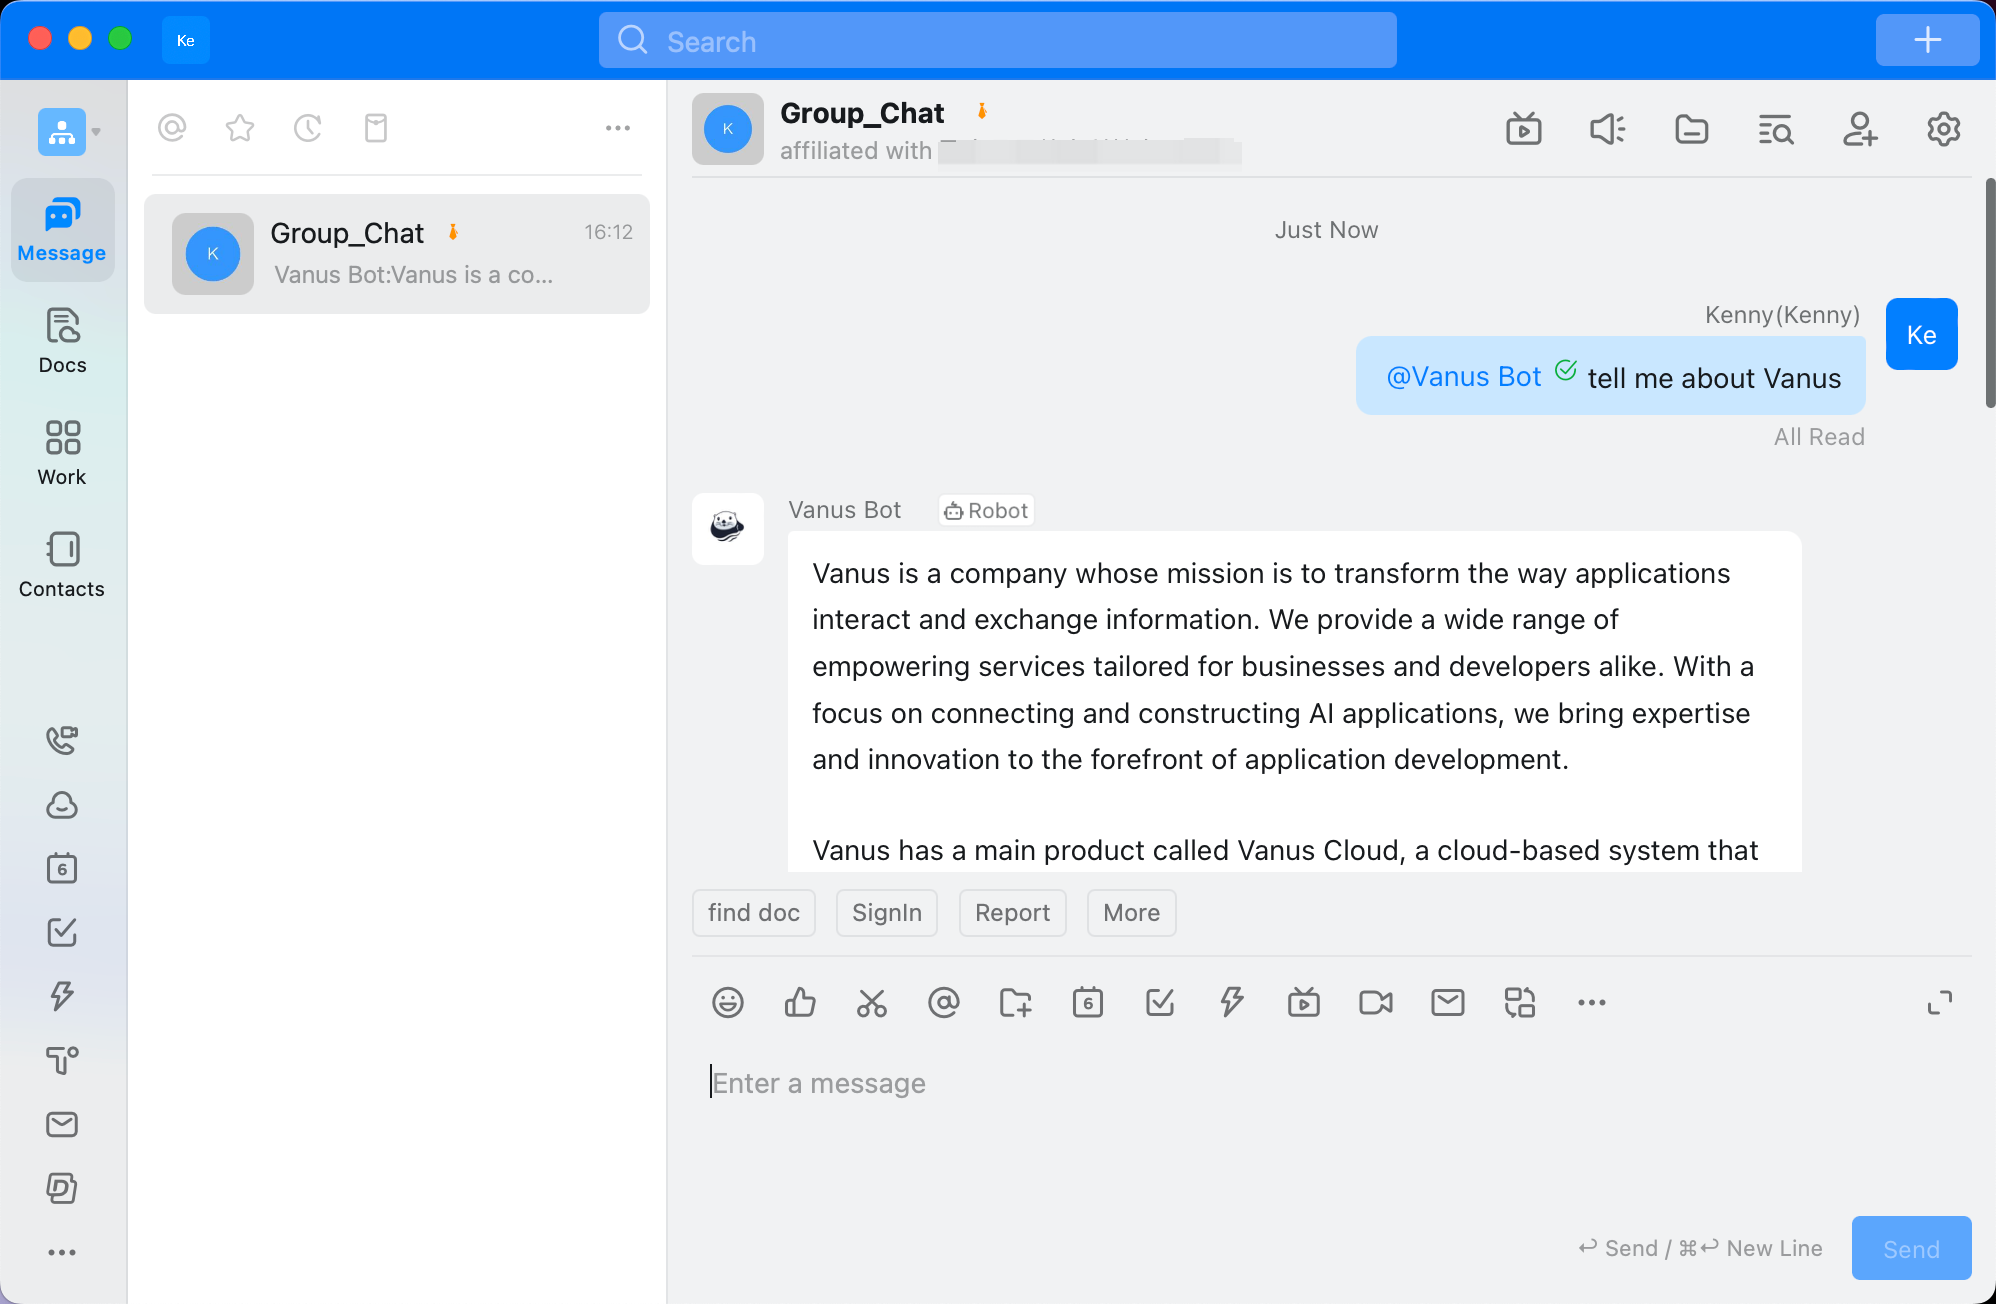 Ke
Search
Message
Docs
Work
Contacts
6
K
Group_Chat
16:12
Vanus Bot:Vanus is a co...
K
Group_Chat
affiliated with
Just Now
Kenny(Kenny)
Ke
@Vanus Bot tell me about Vanus
All Read
Vanus Bot
Robot
Vanus is a company whose mission is to transform the way applications
interact and exchange information. We provide a wide range of
empowering services tailored for businesses and developers alike. With a
focus on connecting and constructing AI applications, we bring expertise
and innovation to the forefront of application development.
Vanus has a main product called Vanus Cloud, a cloud-based system that
find doc
SignIn
Report
More
6
Enter a message
↩ Send / ⌘↩ New Line
Send